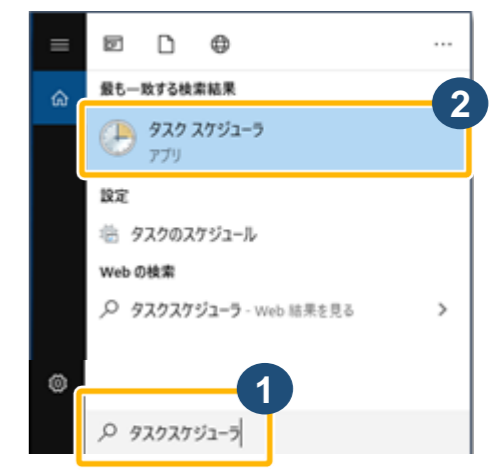 最も一致する検索結果
2
タスク スケジューラ
アプリ
設定
タスクのスケジュール
Web の検索
タスクスケジューラ - Web 結果を見る
1
タスクスケジューラ